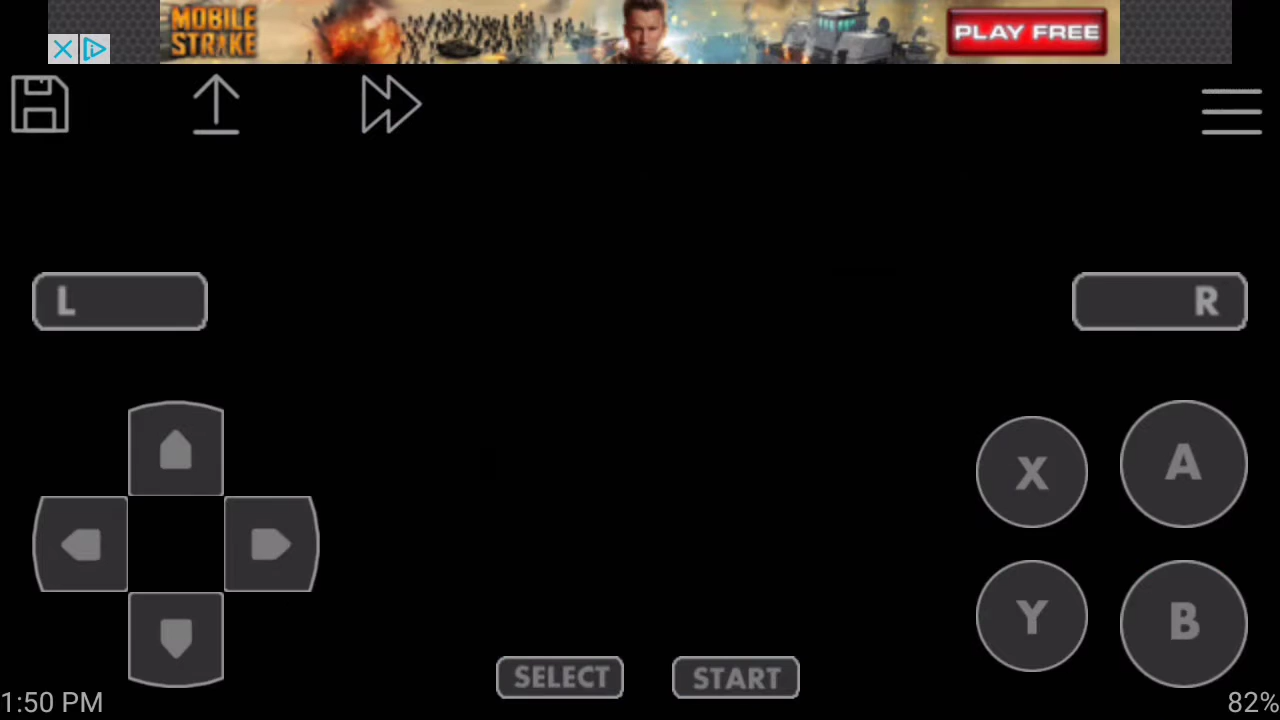 MOBILE
STRIKE
PLAY FREE
L
R
X
A
Y
B
SELECT
START
1:50 PM
82%